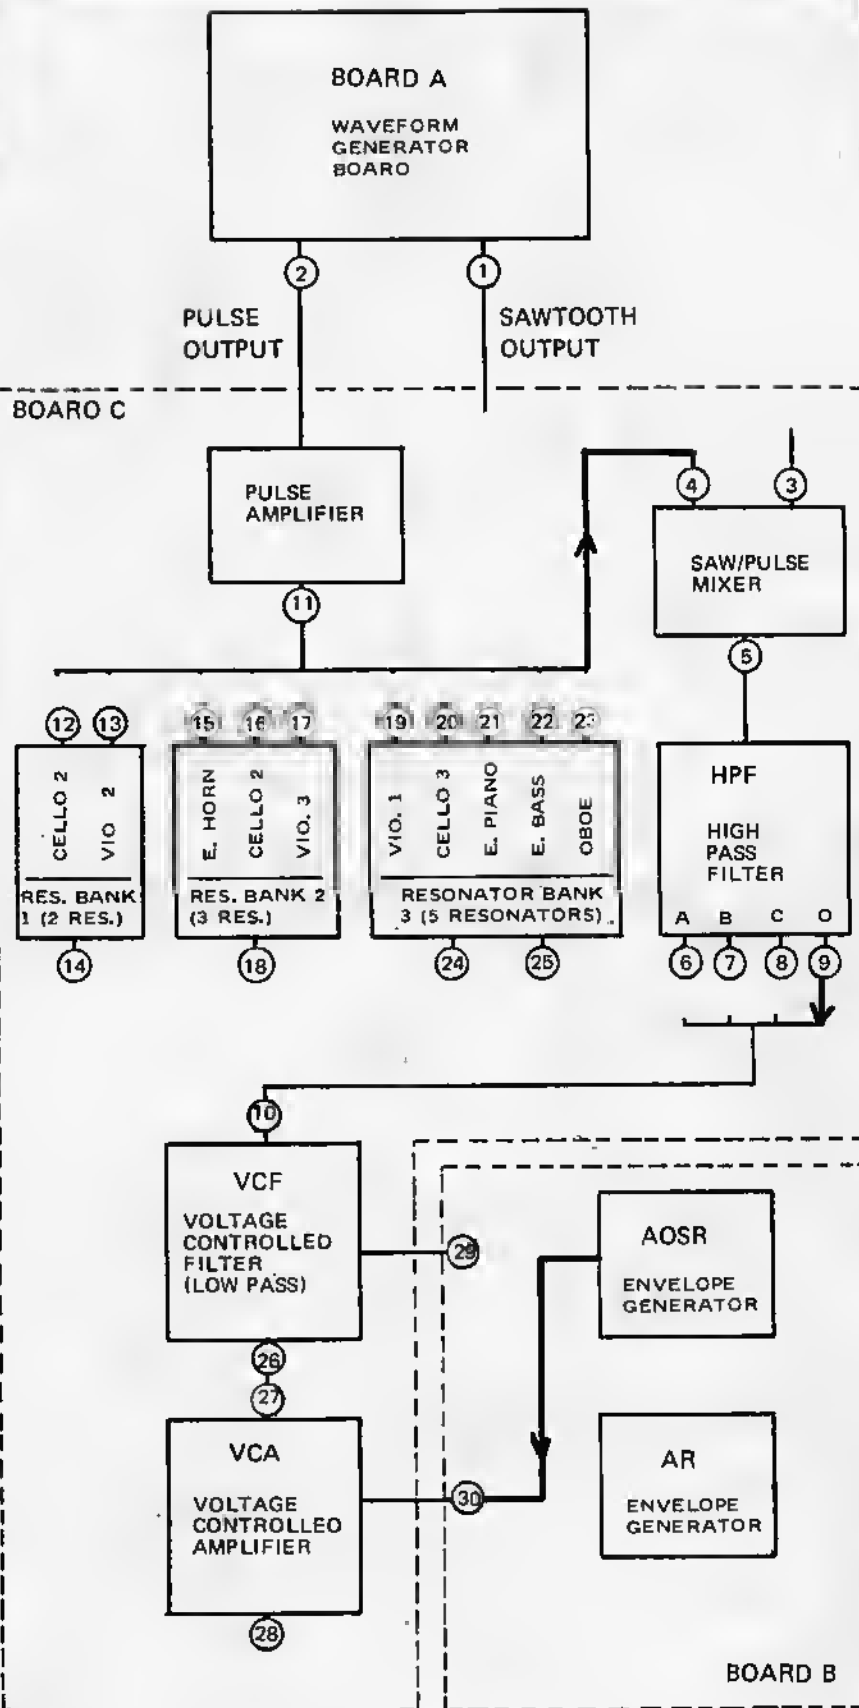 BOARD A
WAVEFORM
GENERATOR
BOARO
2
1
PULSE
OUTPUT
SAWTOOTH
OUTPUT
BOARO C
PULSE
AMPLIFIER
11
4
3
SAW/PULSE
MIXER
5
12
13
CELLO 2
VIO 2
RES. BANK
1 (2 RES.)
14
15
16
17
E. HORN
CELLO 2
VIO. 3
RES. BANK 2
(3 RES.)
18
19
20
21
22
23
VIO. 1
CELLO 3
E. PIANO
E. BASS
OBOE
RESONATOR BANK
3 (5 RESONATORS)
24
25
HPF
HIGH
PASS
FILTER
A B C O
6
7
8
9
10
VCF
VOLTAGE
CONTROLLED
FILTER
(LOW PASS)
29
26
27
AOSR
ENVELOPE
GENERATOR
VCA
VOLTAGE
CONTROLLED
AMPLIFIER
30
28
AR
ENVELOPE
GENERATOR
BOARD B